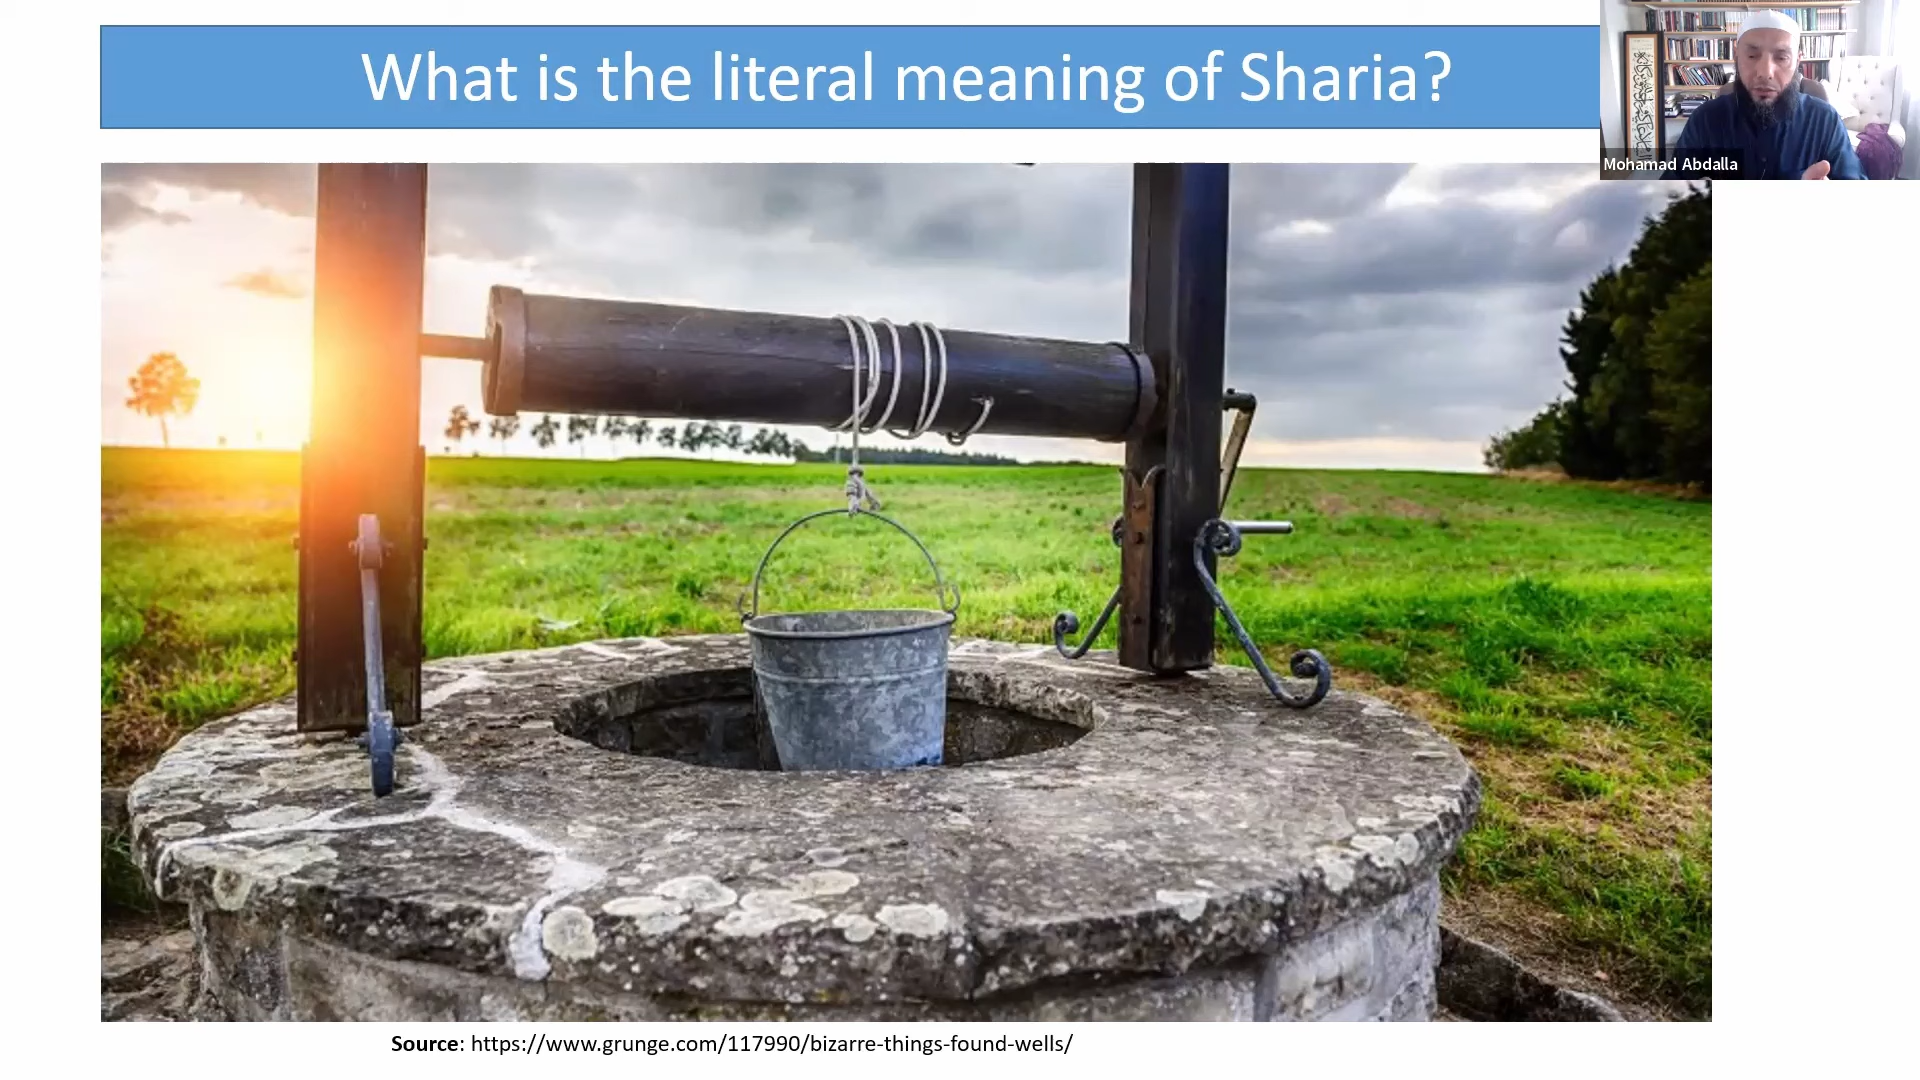 What is the literal meaning of Sharia?
Mohamad Abdalla
Source: https://www.grunge.com/117990/bizarre-things-found-wells/